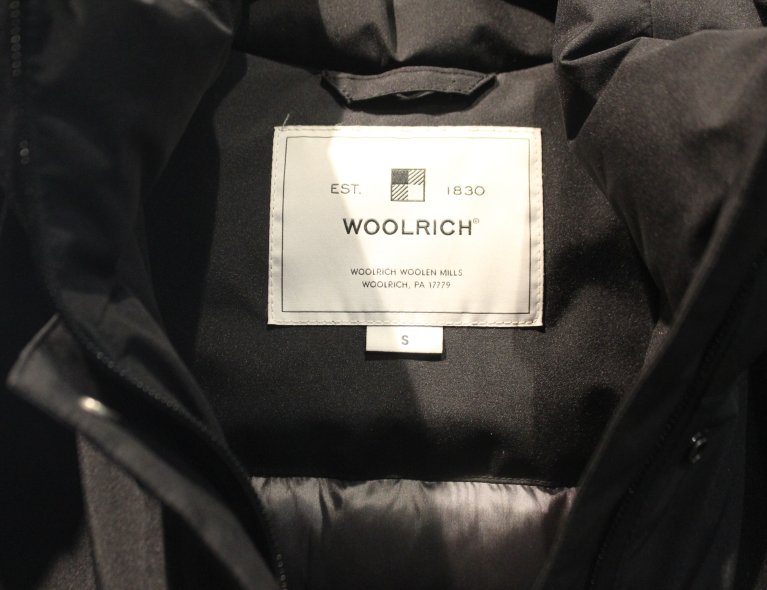 EST. 1830
WOOLRICH®
WOOLRICH WOOLEN MILLS
WOOLRICH, PA 17779
S